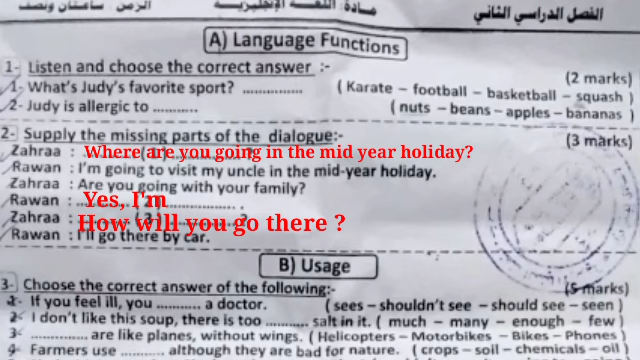 مادة: اللغة الإنجليزية الزمن ساعتان ونصف
الفصل الدراسي الثاني
A) Language Functions
1- Listen and choose the correct answer :-
(2 marks)
1- What's Judy's favorite sport? ............... ( Karate – football – basketball – squash )
2- Judy is allergic to ........... ( nuts – beans – apples – bananas )
2- Supply the missing parts of the dialogue:-
(3 marks)
Zahraa : Where are you going in the mid year holiday?
Rawan : I'm going to visit my uncle in the mid-year holiday.
Zahraa : Are you going with your family?
Rawan : Yes, I'm
Zahraa : How will you go there ?
Rawan : I'll go there by car.
B) Usage
3- Choose the correct answer of the following:-
(5 marks)
1- If you feel ill, you ........... a doctor. ( sees – shouldn't see – should see – seen )
2- I don't like this soup, there is too .......... salt in it. ( much – many – enough – few )
3- .............. are like planes, without wings. ( Helicopters – Motorbikes – Bikes – Phones )
4- Farmers use ........... although they are bad for nature. ( crops – soil – chemicals – oil )